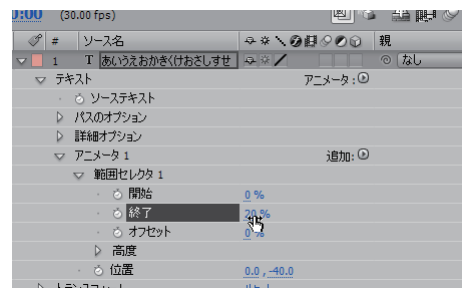 0:00 (30.00 fps)
# ソース名 親
1 T あいうえおかきくけおさしすせ なし
テキスト アニメータ:
ソーステキスト
パスのオプション
詳細オプション
アニメータ 1 追加:
範囲セレクタ 1
開始 0 %
終了 20 %
オフセット 0 %
高度
位置 0.0 , -40.0